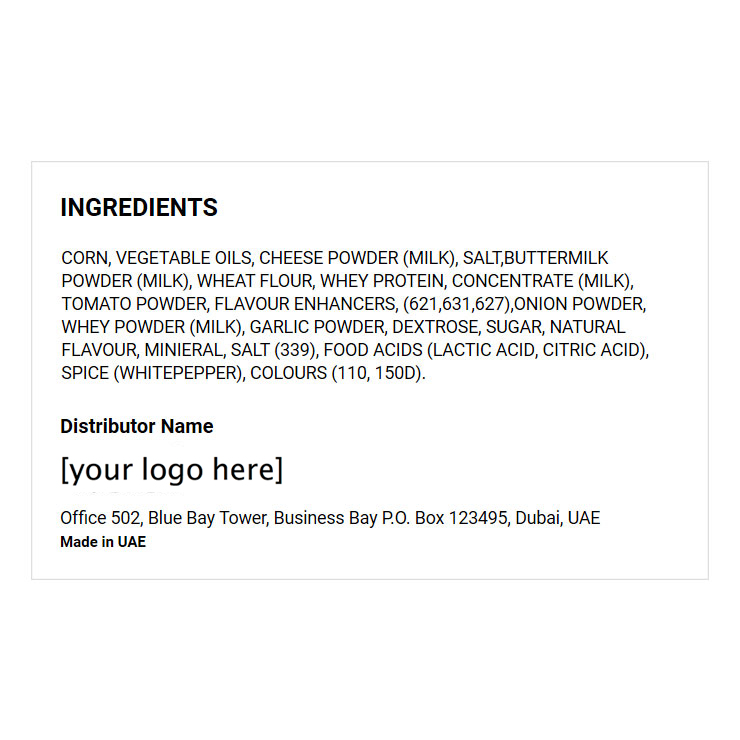 INGREDIENTS
CORN, VEGETABLE OILS, CHEESE POWDER (MILK), SALT,BUTTERMILK
POWDER (MILK), WHEAT FLOUR, WHEY PROTEIN, CONCENTRATE (MILK),
TOMATO POWDER, FLAVOUR ENHANCERS, (621,631,627),ONION POWDER,
WHEY POWDER (MILK), GARLIC POWDER, DEXTROSE, SUGAR, NATURAL
FLAVOUR, MINIERAL, SALT (339), FOOD ACIDS (LACTIC ACID, CITRIC ACID),
SPICE (WHITEPEPPER), COLOURS (110, 150D).
Distributor Name
[your logo here]
Office 502, Blue Bay Tower, Business Bay P.O. Box 123495, Dubai, UAE
Made in UAE